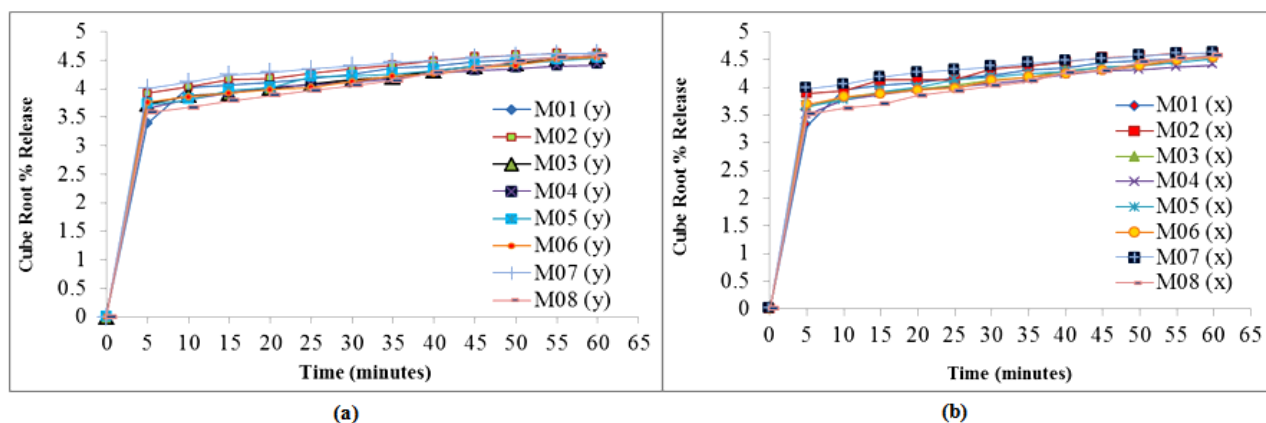 5
4.5
4
3.5
3
2.5
2
1.5
1
0.5
0
Cube Root % Release
0 5 10 15 20 25 30 35 40 45 50 55 60 65
Time (minutes)
M01 (y)
M02 (y)
M03 (y)
M04 (y)
M05 (y)
M06 (y)
M07 (y)
M08 (y)
(a)
5
4.5
4
3.5
3
2.5
2
1.5
1
0.5
0
Cube Root % Release
0 5 10 15 20 25 30 35 40 45 50 55 60 65
Time (minutes)
M01 (x)
M02 (x)
M03 (x)
M04 (x)
M05 (x)
M06 (x)
M07 (x)
M08 (x)
(b)